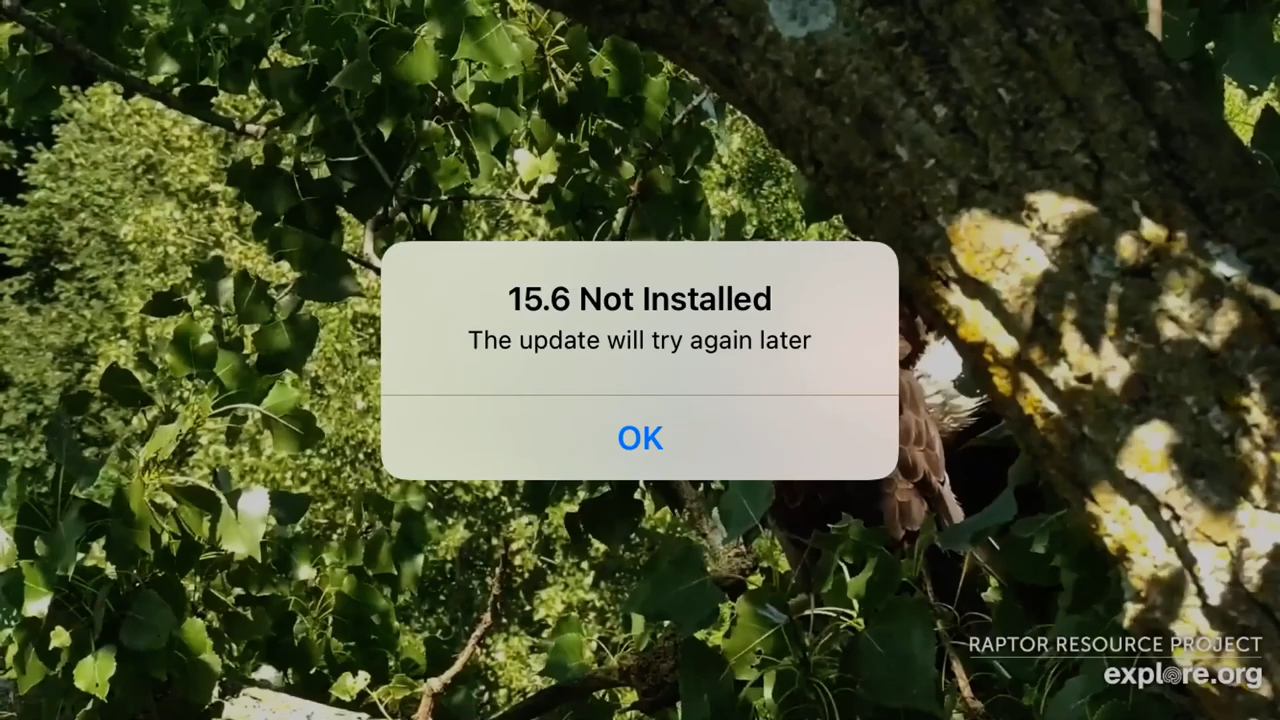 15.6 Not Installed
The update will try again later
OK
RAPTOR RESOURCE PROJECT
explore.org